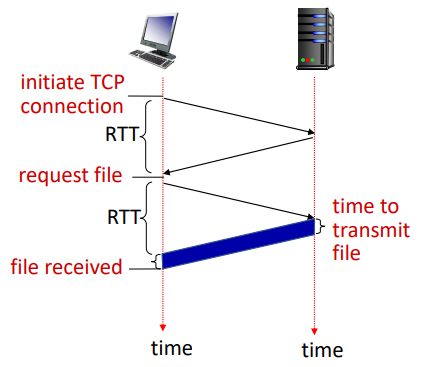 initiate TCP
connection
RTT
request file
RTT
time to
transmit
file
file received
time
time